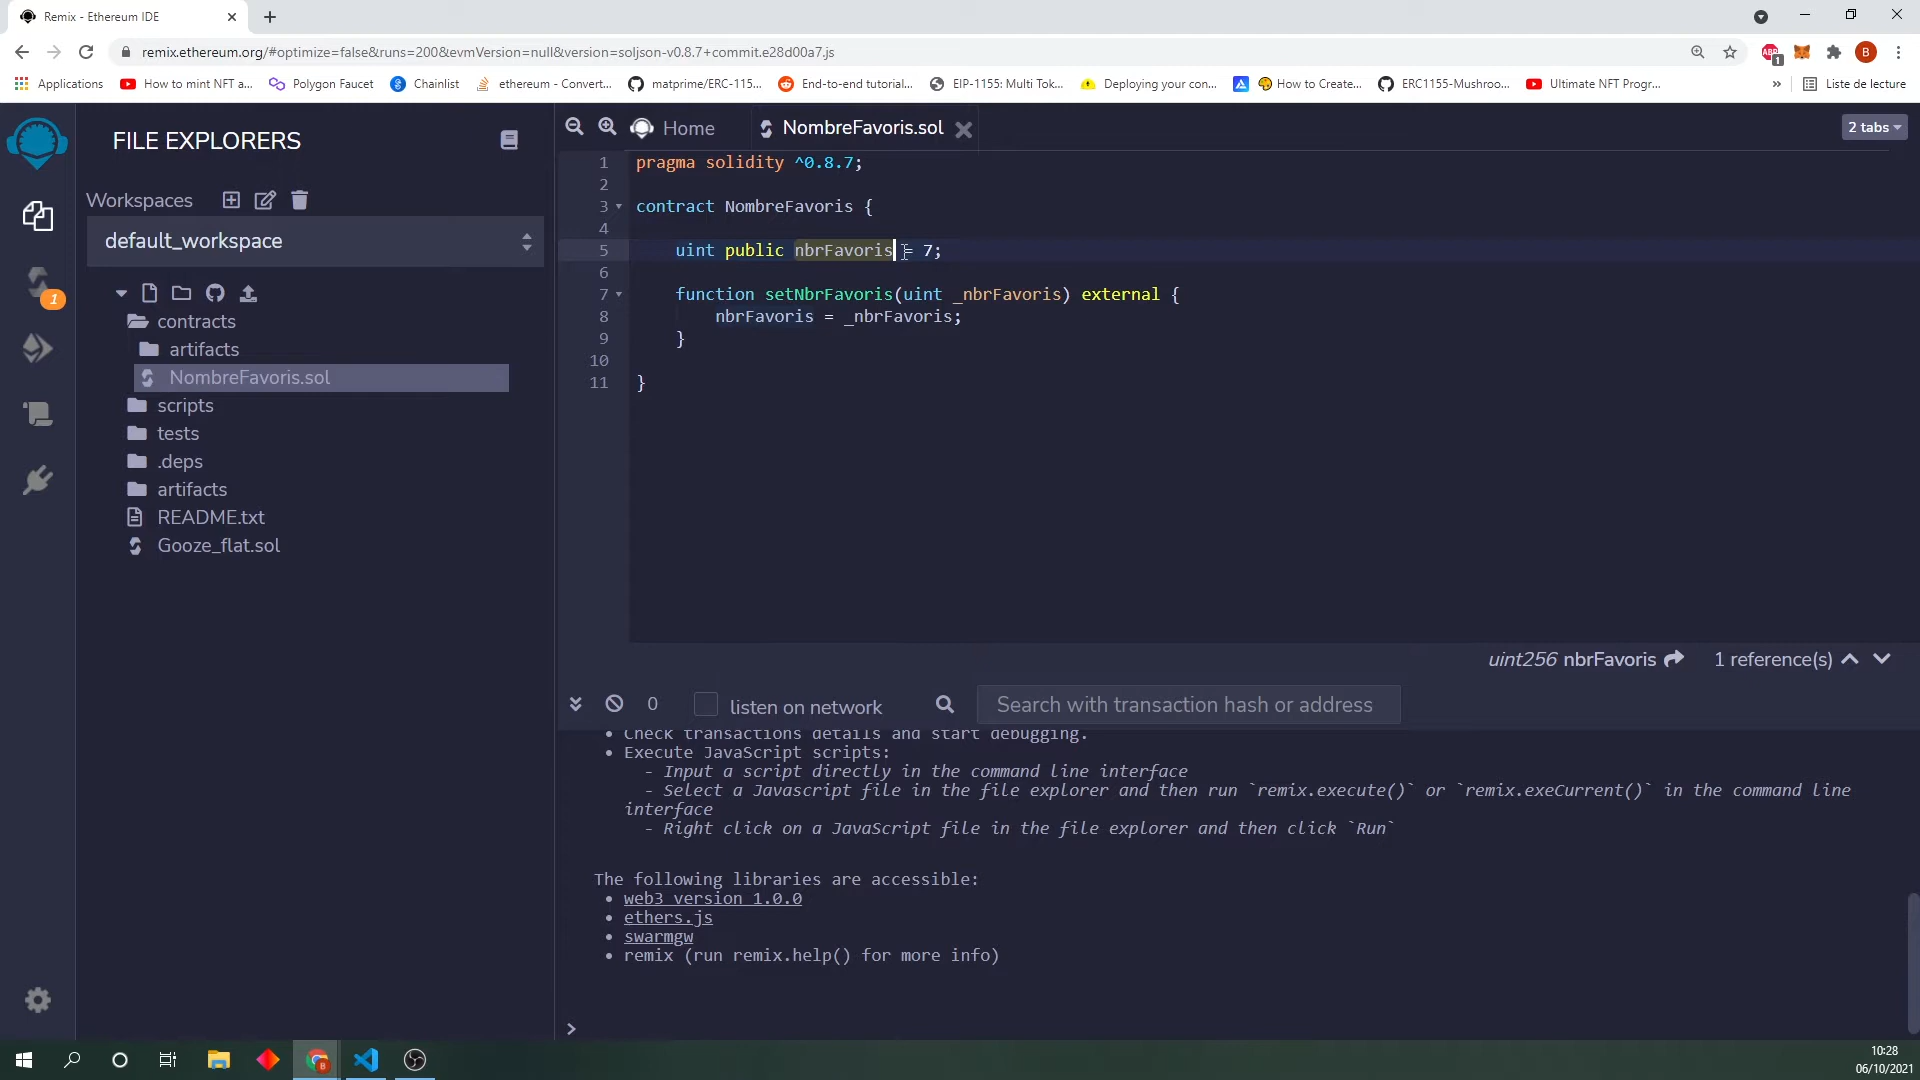 Remix - Ethereum IDE
remix.ethereum.org/#optimize=false&runs=200&evmVersion=null&version=soljson-v0.8.7+commit.e28d00a7.js
ABP 1 B
Applications How to mint NFT a... Polygon Faucet Chainlist ethereum - Convert... matprime/ERC-115... End-to-end tutorial... EIP-1155: Multi Tok... Deploying your con... How to Create... ERC1155-Mushroo... Ultimate NFT Progr... » Liste de lecture
FILE EXPLORERS
Workspaces
default_workspace
1
contracts
artifacts
NombreFavoris.sol
scripts
tests
.deps
artifacts
README.txt
Gooze_flat.sol
Home NombreFavoris.sol 2 tabs
1 pragma solidity ^0.8.7;
2
3 contract NombreFavoris {
4
5 uint public nbrFavoris = 7;
6
7 function setNbrFavoris(uint _nbrFavoris) external {
8 nbrFavoris = _nbrFavoris;
9 }
10
11 }
uint256 nbrFavoris 1 reference(s)
0 listen on network Search with transaction hash or address
• Check transactions details and start debugging.
• Execute JavaScript scripts:
- Input a script directly in the command line interface
- Select a Javascript file in the file explorer and then run `remix.execute()` or `remix.exeCurrent()` in the command line
interface
- Right click on a JavaScript file in the file explorer and then click `Run`
The following libraries are accessible:
• web3 version 1.0.0
• ethers.js
• swarmgw
• remix (run remix.help() for more info)
>
10:28
06/10/2021